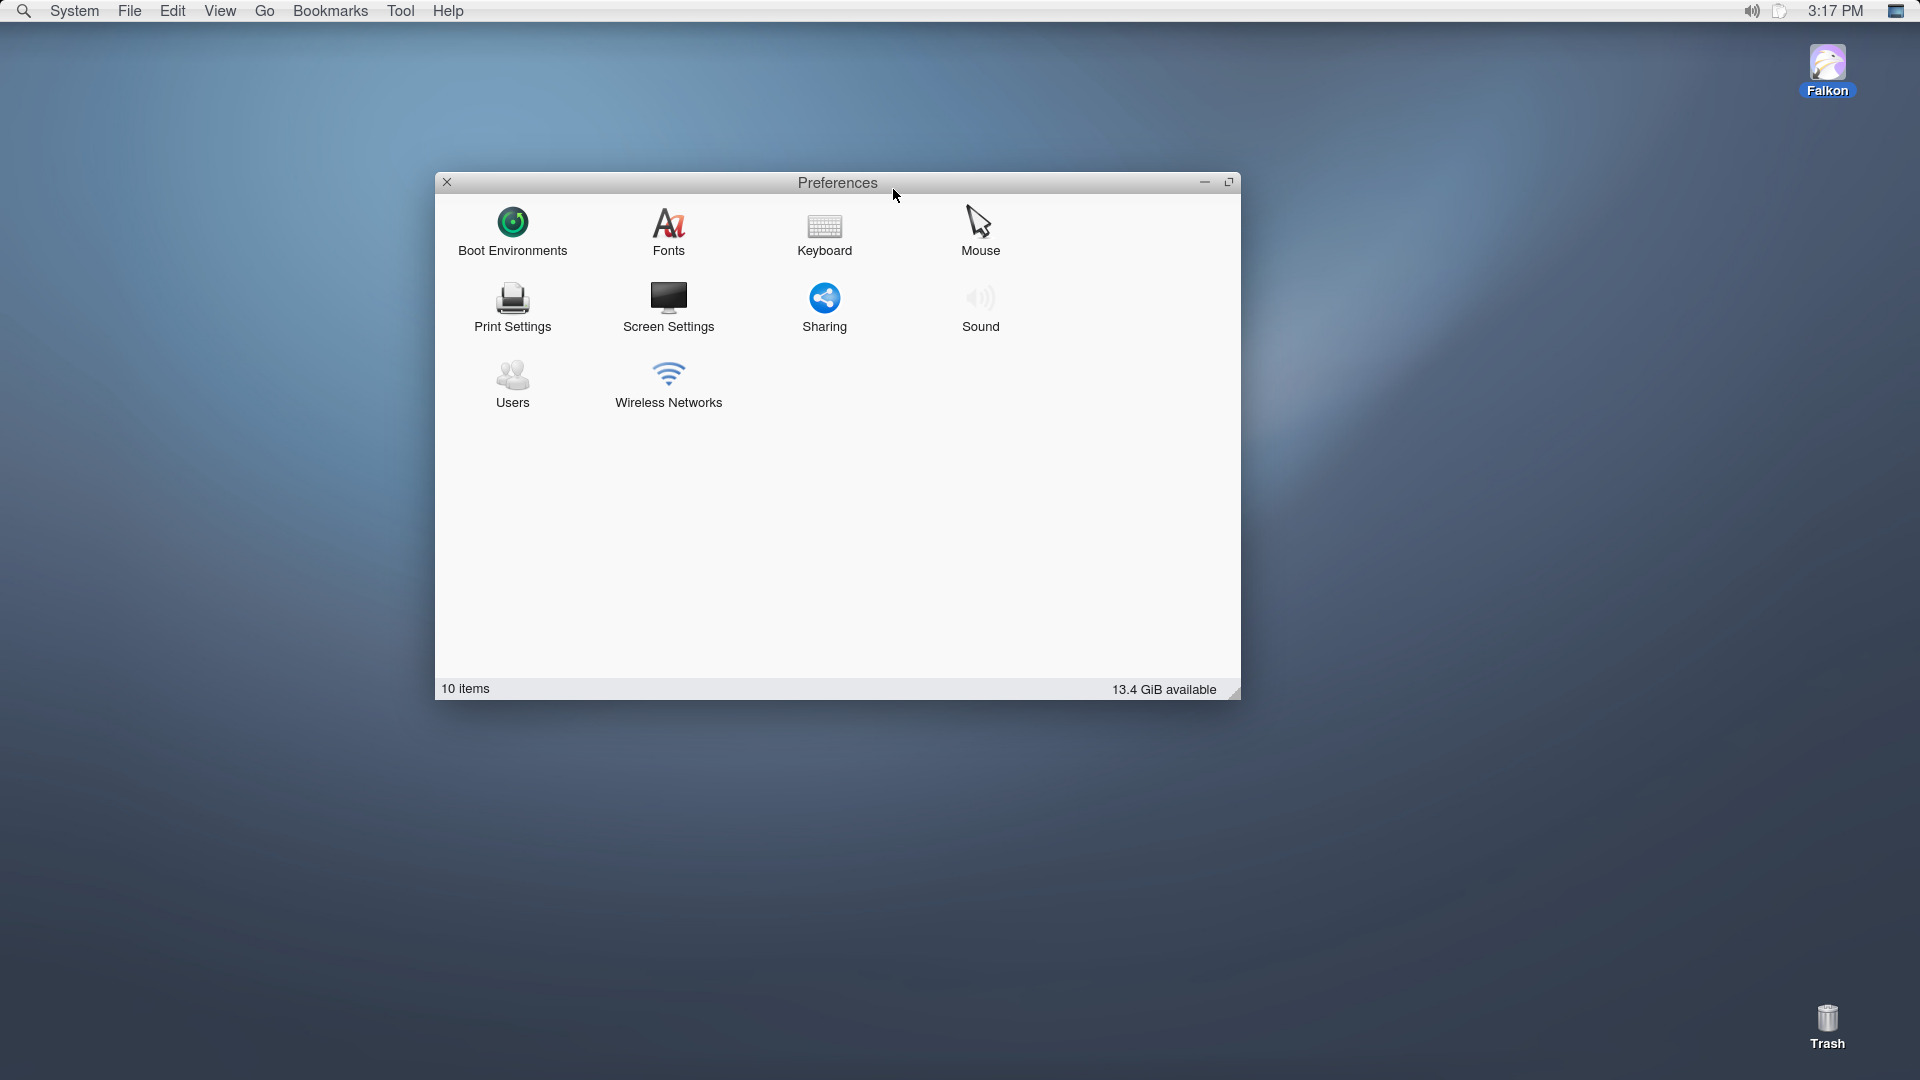 System File Edit View Go Bookmarks Tool Help 3:17 PM
Falkon
Preferences
Boot Environments Fonts Keyboard Mouse
Print Settings Screen Settings Sharing Sound
Users Wireless Networks
10 items 13.4 GiB available
Trash